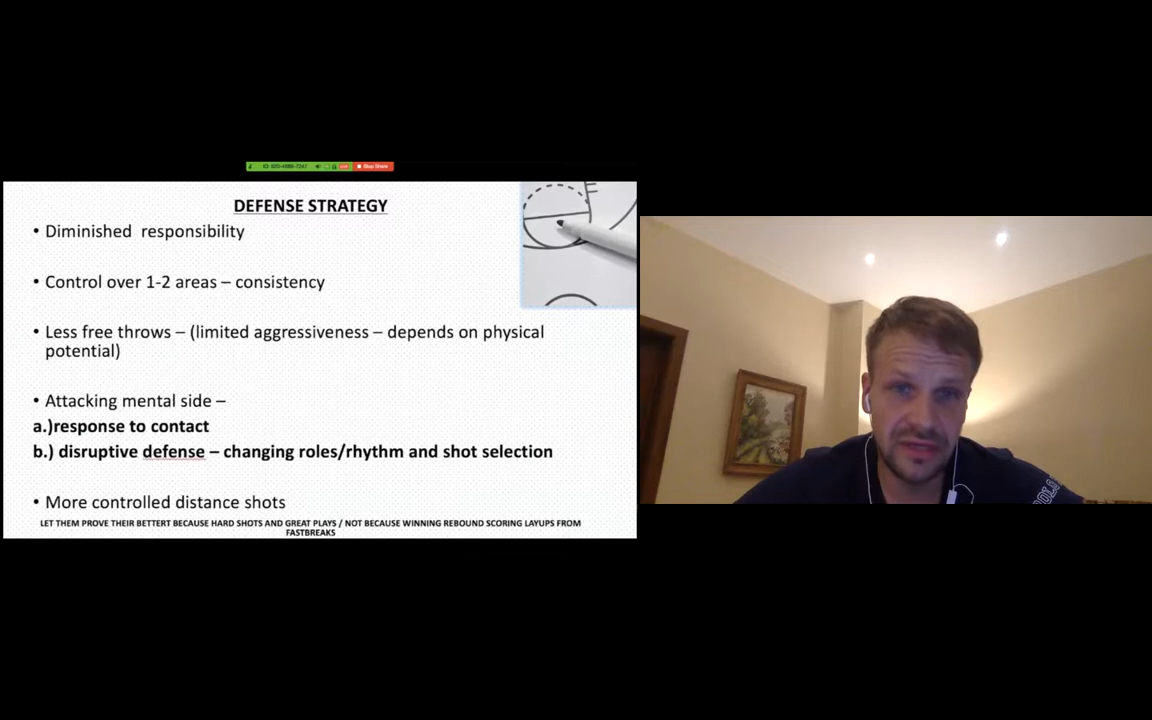 Stop Share
DEFENSE STRATEGY
• Diminished responsibility
• Control over 1-2 areas – consistency
• Less free throws – (limited aggressiveness – depends on physical
potential)
• Attacking mental side –
a.)response to contact
b.) disruptive defense – changing roles/rhythm and shot selection
• More controlled distance shots
LET THEM PROVE THEIR BETTERT BECAUSE HARD SHOTS AND GREAT PLAYS / NOT BECAUSE WINNING REBOUND SCORING LAYUPS FROM
FASTBREAKS